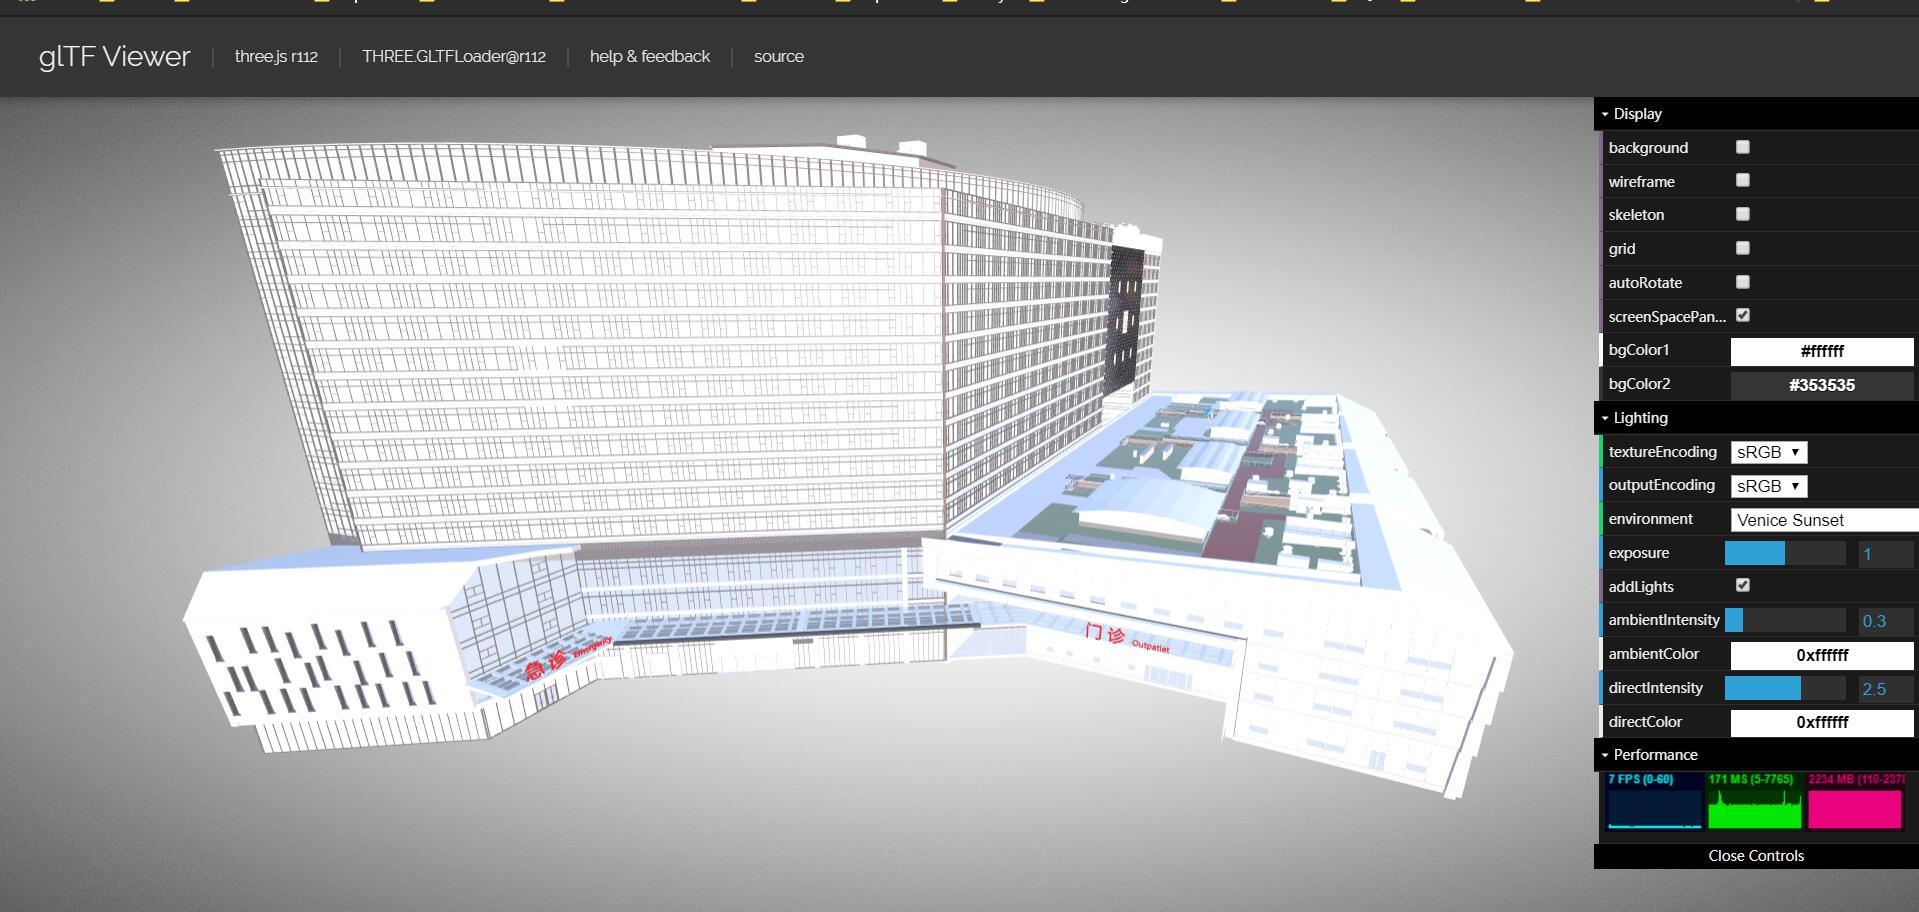 glTF Viewer
three.js r112
THREE.GLTFLoader@r112
help & feedback
source
Display
background
wireframe
skeleton
grid
autoRotate
screenSpacePan...
bgColor1
#ffffff
bgColor2
#353535
Lighting
textureEncoding
sRGB
outputEncoding
sRGB
environment
Venice Sunset
exposure
1
addLights
ambientIntensity
0.3
ambientColor
0xffffff
directIntensity
2.5
directColor
0xffffff
Performance
7 FPS (0-60)
171 MS (5-7765)
2234 MB (110-237
Close Controls
急诊 Emergency
门诊 Outpatiet